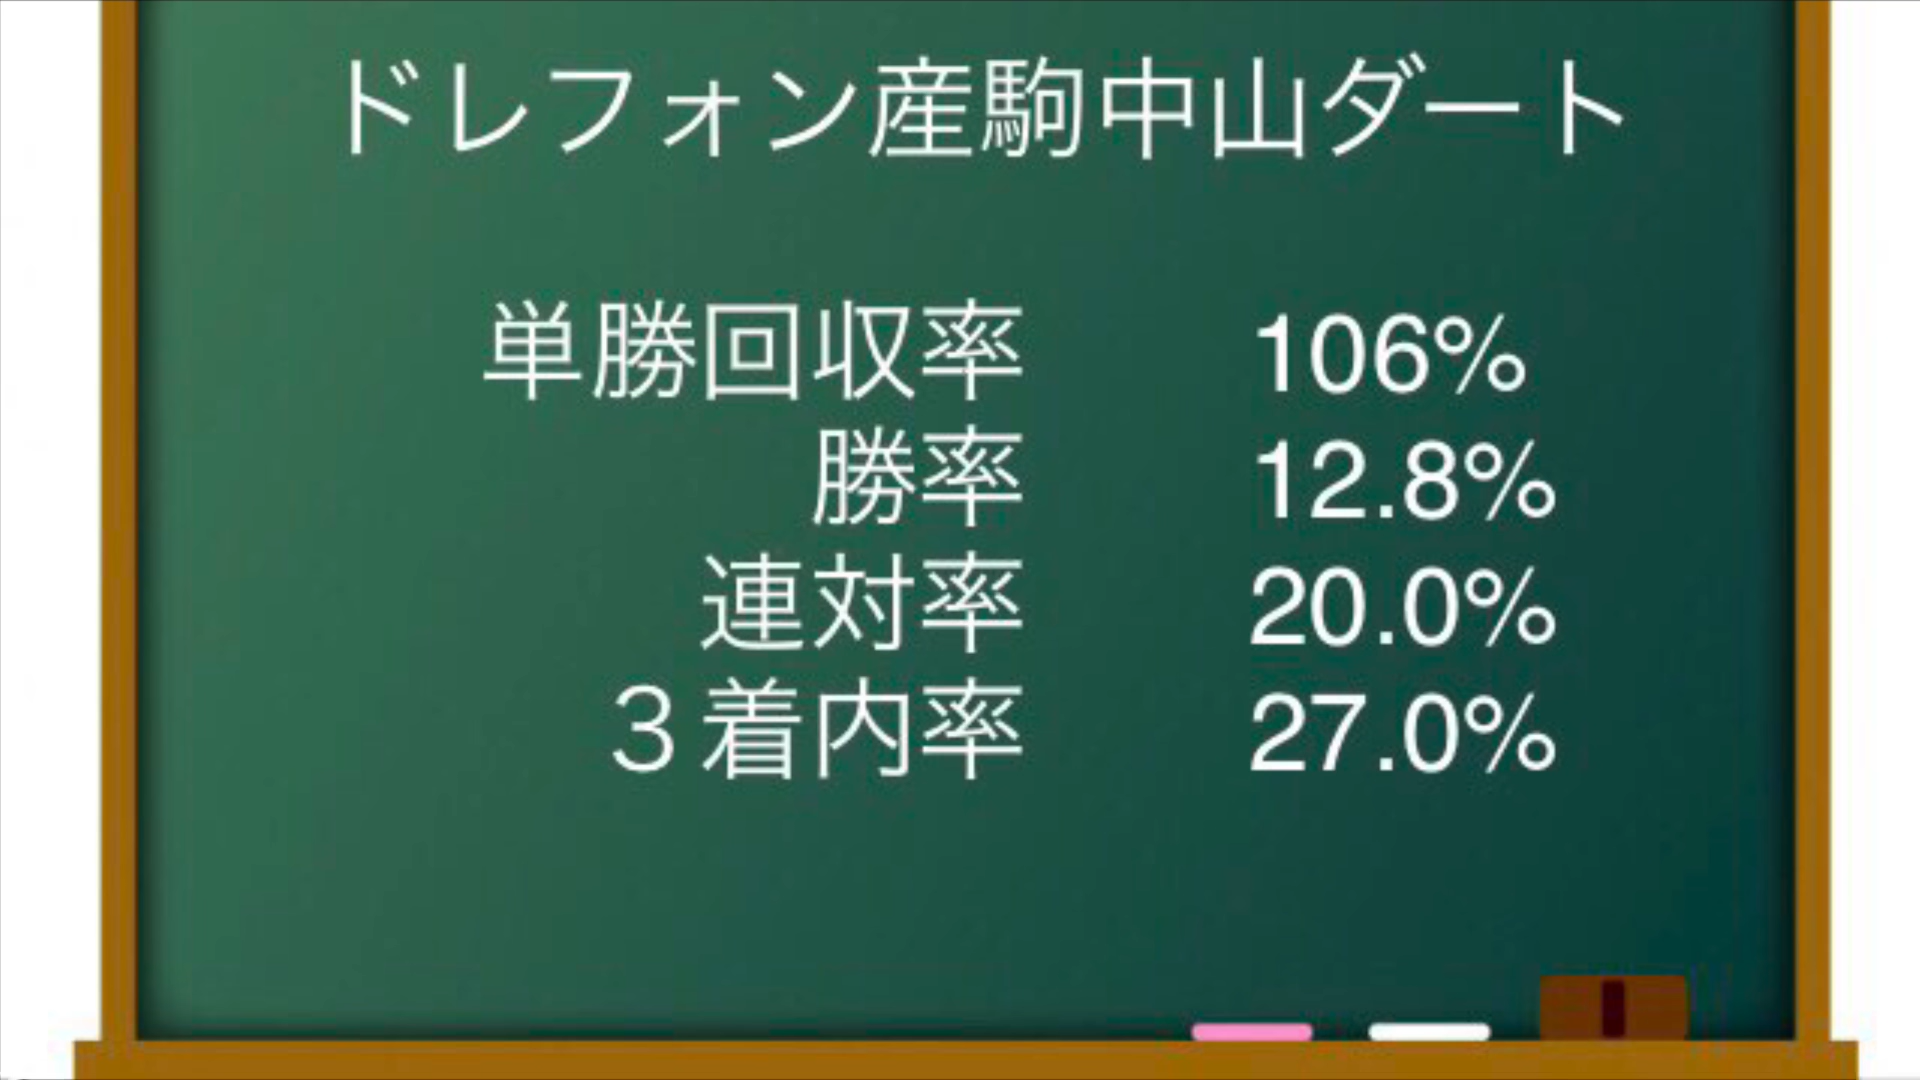 ドレフォン産駒中山ダート
単勝回収率 106%
勝率 12.8%
連対率 20.0%
３着内率 27.0%